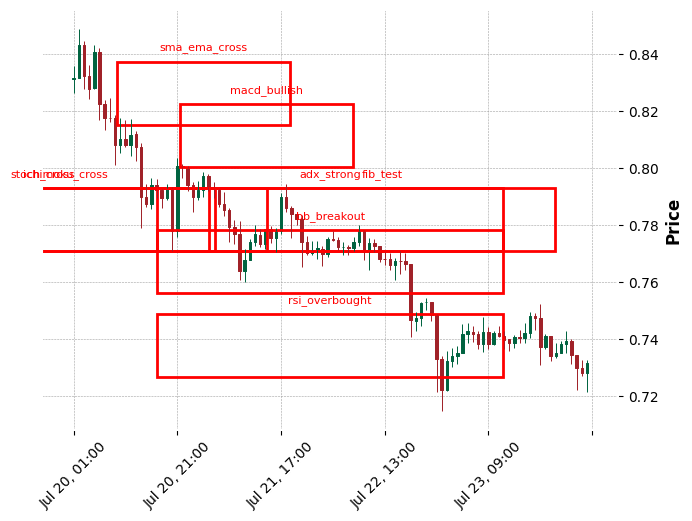 sma_ema_cross
0.84
macd_bullish
0.82
adx_strong
fib_test
0.80
bb_breakout
0.78
Price
0.76
rsi_overbought
0.74
0.72
Jul 20, 01:00
Jul 20, 21:00
Jul 21, 17:00
Jul 22, 13:00
Jul 23, 09:00